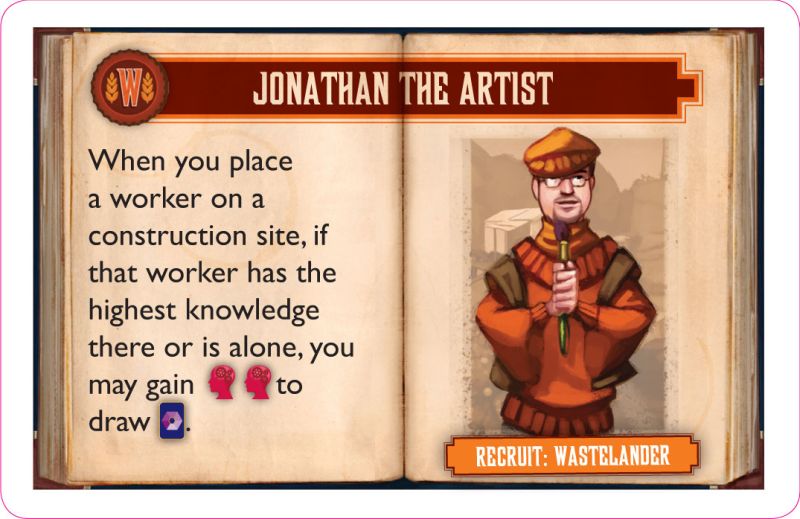 W
JONATHAN THE ARTIST
When you place
a worker on a
construction site, if
that worker has the
highest knowledge
there or is alone, you
may gain to
draw .
RECRUIT: WASTELANDER